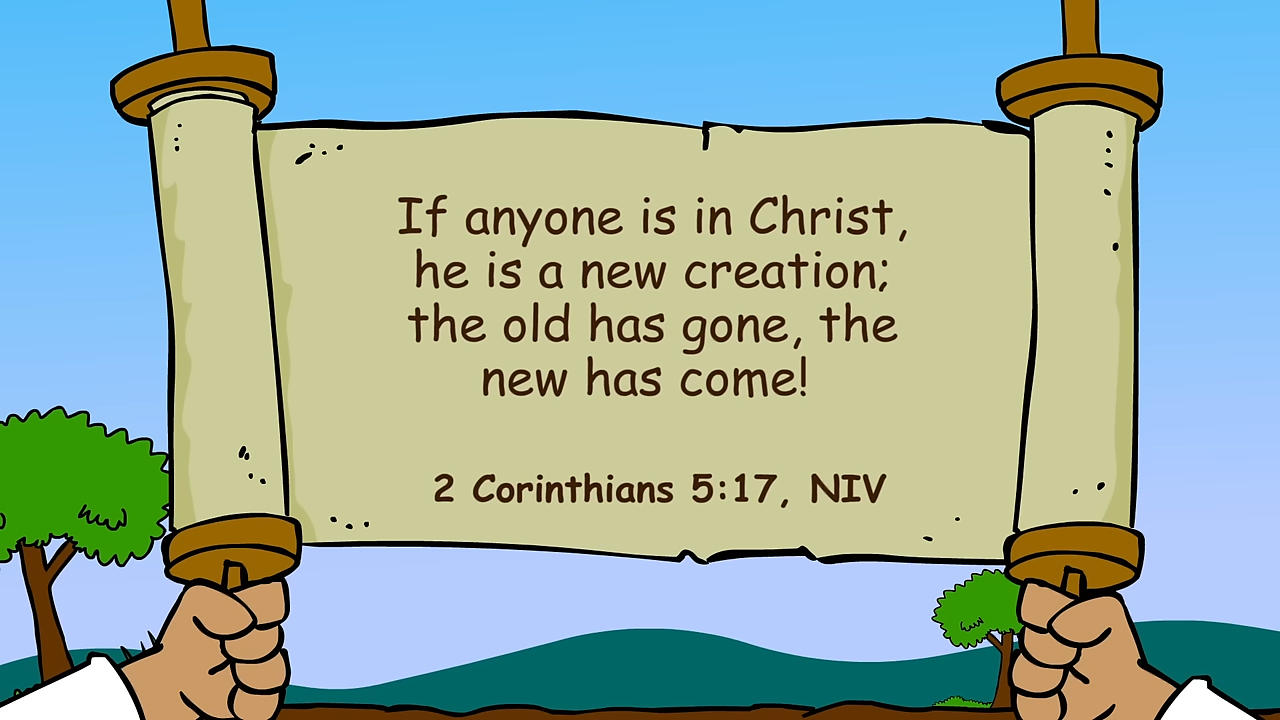 If anyone is in Christ,
he is a new creation;
the old has gone, the
new has come!
2 Corinthians 5:17, NIV